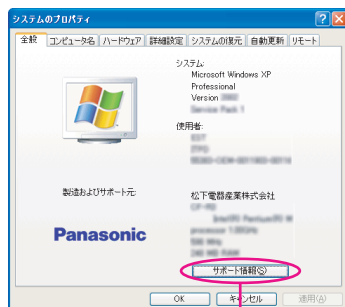 システムのプロパティ
全般 コンピュータ名 ハードウェア 詳細設定 システムの復元 自動更新 リモート
システム:
Microsoft Windows XP
Professional
Version
Service Pack 1
使用者:
製造およびサポート元:
松下電器産業株式会社
Panasonic
サポート情報(S)
OK キャンセル 適用(A)